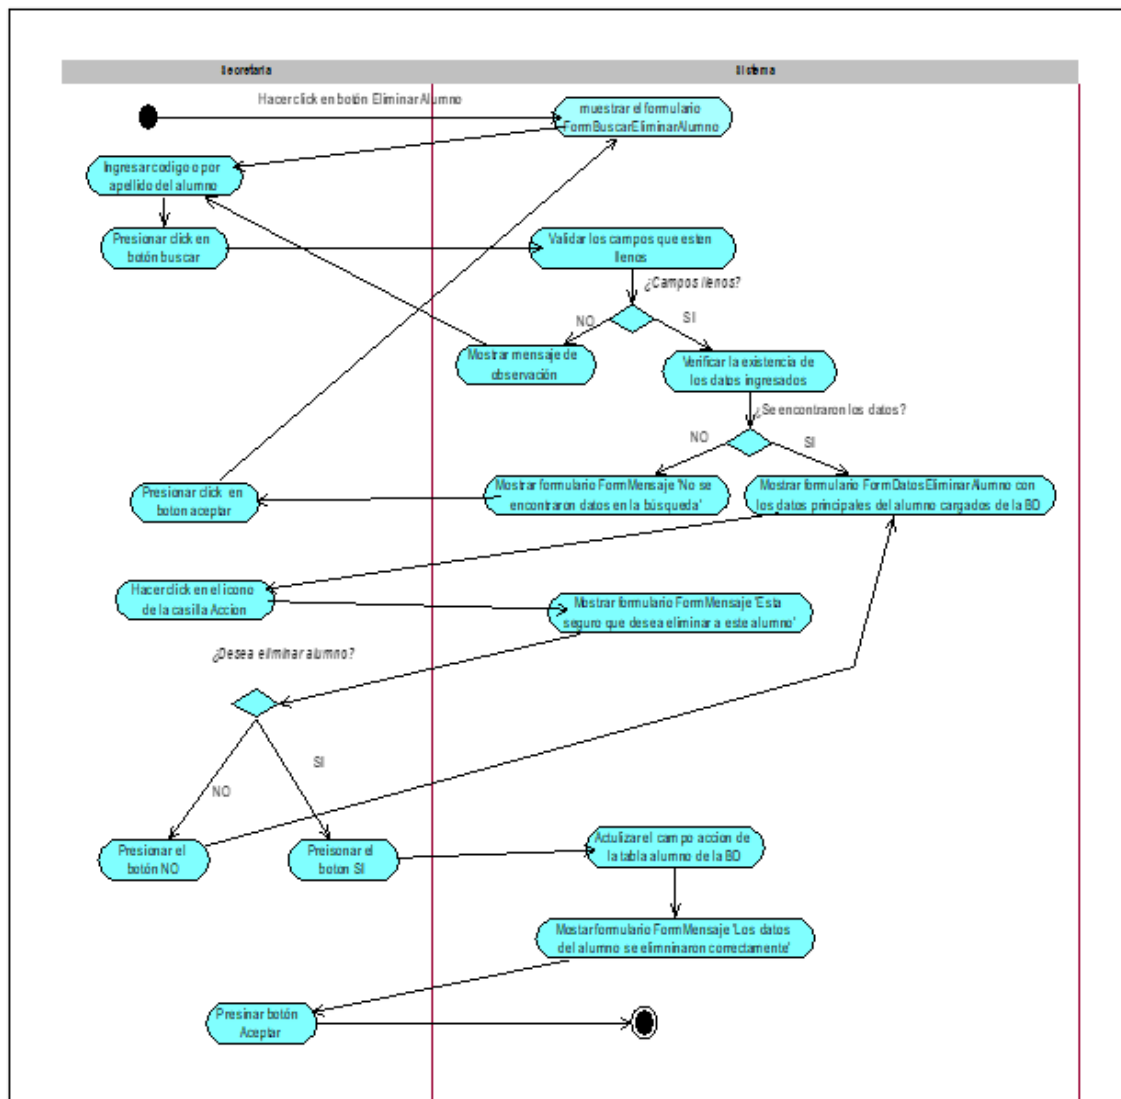 Secretaria
Sistema
Hacer click en botón Eliminar Alumno
muestrar el formulario
FormBuscarEliminarAlumno
Ingresar codigo o por
apellido del alumno
Presionar click en
botón buscar
Validar los campos que esten
llenos
¿Campos llenos?
NO
SI
Mostrar mensaje de
observación
Verificar la existencia de
los datos ingresados
¿Se encontraron los datos?
NO
SI
Presionar click en
boton aceptar
Mostrar formulario FormMensaje 'No se
encontraron datos en la búsqueda'
Mostrar formulario FormDatosEliminarAlumno con
los datos principales del alumno cargados de la BD
Hacer click en el icono
de la casilla Accion
Mostrar formulario FormMensaje 'Esta
seguro que desea eliminar a este alumno'
¿Desea eliminar alumno?
SI
NO
Presionar el
botón NO
Preisonar el
boton SI
Actulizar el campo accion de
la tabla alumno de la BD
Mostar formulario FormMensaje 'Los datos
del alumno se elimninaron correctamente'
Presinar botón
Aceptar